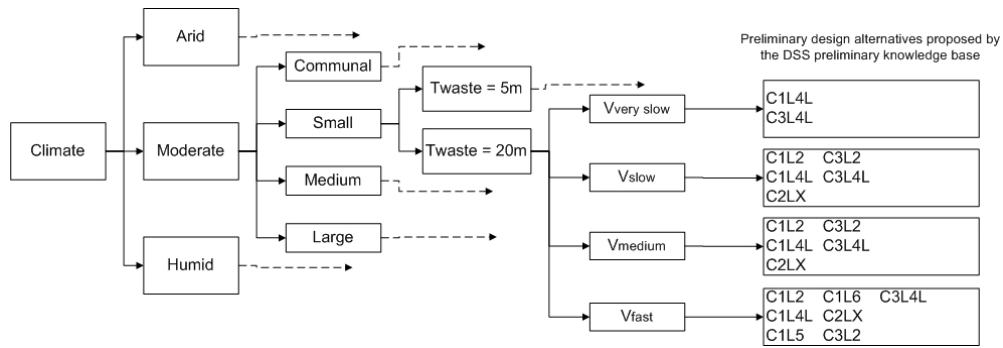 Preliminary design alternatives proposed by
the DSS preliminary knowledge base
Climate
Arid
Moderate
Humid
Communal
Small
Medium
Large
Twaste = 5m
Twaste = 20m
Vvery slow
Vslow
Vmedium
Vfast
C1L4L
C3L4L
C1L2 C3L2
C1L4L C3L4L
C2LX
C1L2 C3L2
C1L4L C3L4L
C2LX
C1L2 C1L6 C3L4L
C1L4L C2LX
C1L5 C3L2